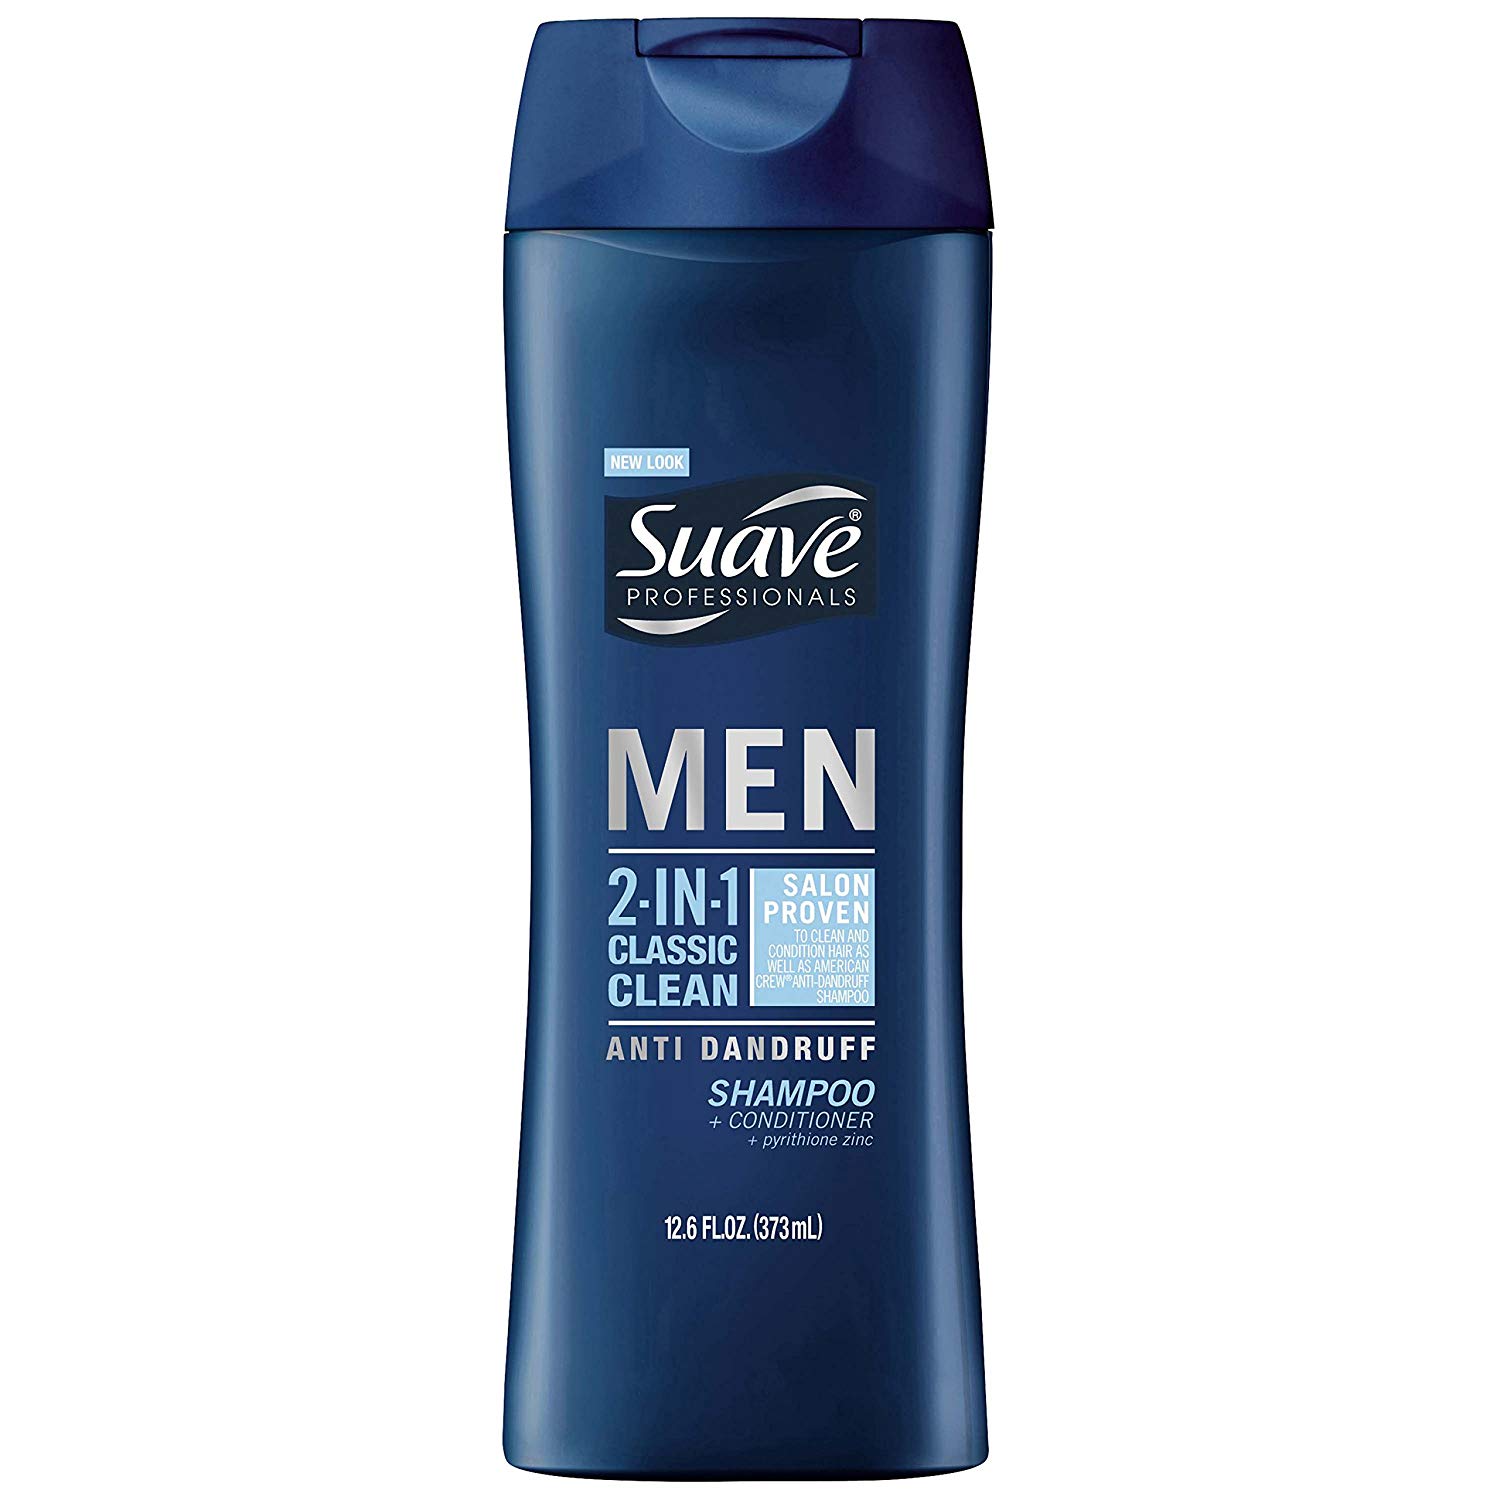 NEW LOOK
Suave®
PROFESSIONALS
MEN
2-IN-1
CLASSIC
CLEAN
SALON
PROVEN
TO CLEAN AND
CONDITION HAIR AS
WELL AS AMERICAN
CREW® ANTI-DANDRUFF
SHAMPOO
ANTI DANDRUFF
SHAMPOO
+ CONDITIONER
+ pyrithione zinc
12.6 FL.OZ. (373mL)